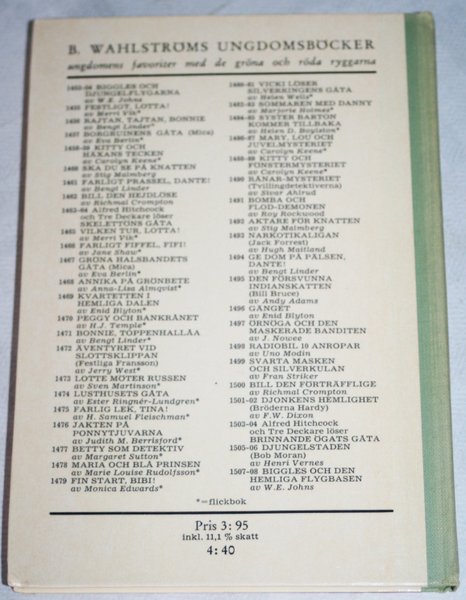 B. WAHLSTRÖMS UNGDOMSBÖCKER
ungdomens favoriter med de gröna och röda ryggarna
1453-54 BIGGLES OCH
DJUNGELFLYGARNA
av W.E. Johns
1455 FESTLIGT, LOTTA!
av Merri Vik*
1456 RAJTAN, TAJTAN, BONNIE
av Bengt Linder*
1457 BORGRUINENS GÅTA (Mica)
av Eva Berlin*
1458-59 KITTY OCH
HÄXANS TECKEN
av Carolyn Keene*
1460 SKA DU SE PÅ KNATTEN
av Stig Malmberg
1461 FARLIGT PRASSEL, DANTE!
av Bengt Linder
1462 BILL DEN HEJDLÖSE
av Richmal Crompton
1463-64 Alfred Hitchcock
och Tre Deckare löser
SKELETTÖNS GÅTA
1465 VILKEN TUR, LOTTA!
av Merri Vik*
1466 FARLIGT FIFFEL, FIFI!
av Jane Shaw*
1467 GRÖNA HALSBANDETS
GÅTA (Mica)
av Eva Berlin*
1468 ANNIKA PÅ GRÖNBETE
av Anna-Lisa Almqvist*
1469 KVARTETTEN I
HEMLIGA DALEN
av Enid Blyton*
1470 PEGGY OCH BANKRÅNET
av H.J. Temple*
1471 BONNIE, TOPPENHALLÅA
av Bengt Linder*
1472 ÄVENTYRET VID
SLOTTSKLIPPAN
(Festliga Fransson)
av Jerry West*
1473 LOTTE MÖTER RUSSEN
av Sven Martinson*
1474 LUSTHUSETS GÅTA
av Ester Ringnér-Lundgren*
1475 FARLIG LEK, TINA!
av H. Samuel Fleischman*
1476 JAKTEN PÅ
PONNYTJUVARNA
av Judith M. Berrisford*
1477 BETTY SOM DETEKTIV
av Margaret Sutton*
1478 MARIA OCH BLÅ PRINSEN
av Marie Louise Rudolfsson*
1479 FIN START, BIBI!
av Monica Edwards*
1480-81 VICKI LÖSER
SILVERRINGENS GÅTA
av Helen Wells*
1482-83 SOMMAREN MED DANNY
av Marjorie Holmes*
1484-85 SYSTER BARTON
KOMMER TILLBAKA
av Helen D. Boylston*
1486-87 MARY, LOU OCH
JUVELMYSTERIET
av Carolyn Keene*
1488-89 KITTY OCH
FÖNSTERMYSTERIET
av Carolyn Keene*
1490 RÅNAR-MYSTERIET
(Tvillingdetektiverna)
av Sivar Ahlrud
1491 BOMBA OCH
FLOD-DEMONEN
av Roy Rockwood
1492 AKTARE FÖR KNATTEN
av Stig Malmberg
1493 NARKOTIKALIGAN
(Jack Forrest)
av Hugh Maitland
1494 GE DOM PÅ PÄLSEN,
DANTE!
av Bengt Linder
1495 DEN FÖRSVUNNA
INDIANSKATTEN
(Bill Bruce)
av Andy Adams
1496 GÄNGET
av Enid Blyton
1497 ÖRNÖGA OCH DEN
MASKERADE BANDITEN
av J. Nowee
1498 RADIOBIL 10 ANROPAR
av Uno Modin
1499 SVARTA MASKEN
OCH SILVERKULAN
av Fran Striker
1500 BILL DEN FÖRTRÄFFLIGE
av Richmal Crompton
1501-02 DJONKENS HEMLIGHET
(Bröderna Hardy)
av F.W. Dixon
1503-04 Alfred Hitchcock
och Tre Deckare löser
BRINNANDE ÖGATS GÅTA
1505-06 DJUNGELSTADEN
(Bob Moran)
av Henri Vernes
1507-08 BIGGLES OCH DEN
HEMLIGA FLYGBASEN
av W.E. Johns
*=flickbok
Pris 3: 95
inkl. 11,1 % skatt
4: 40